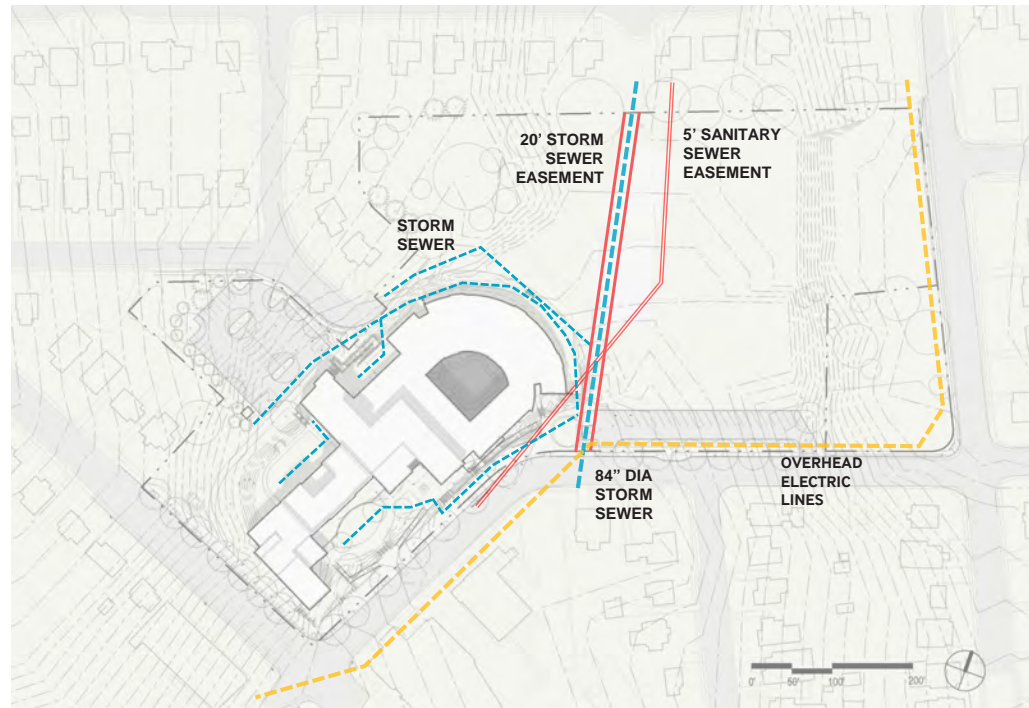 20’ STORM
SEWER
EASEMENT
5’ SANITARY
SEWER
EASEMENT
STORM
SEWER
84” DIA
STORM
SEWER
OVERHEAD
ELECTRIC
LINES
0' 50' 100' 200'